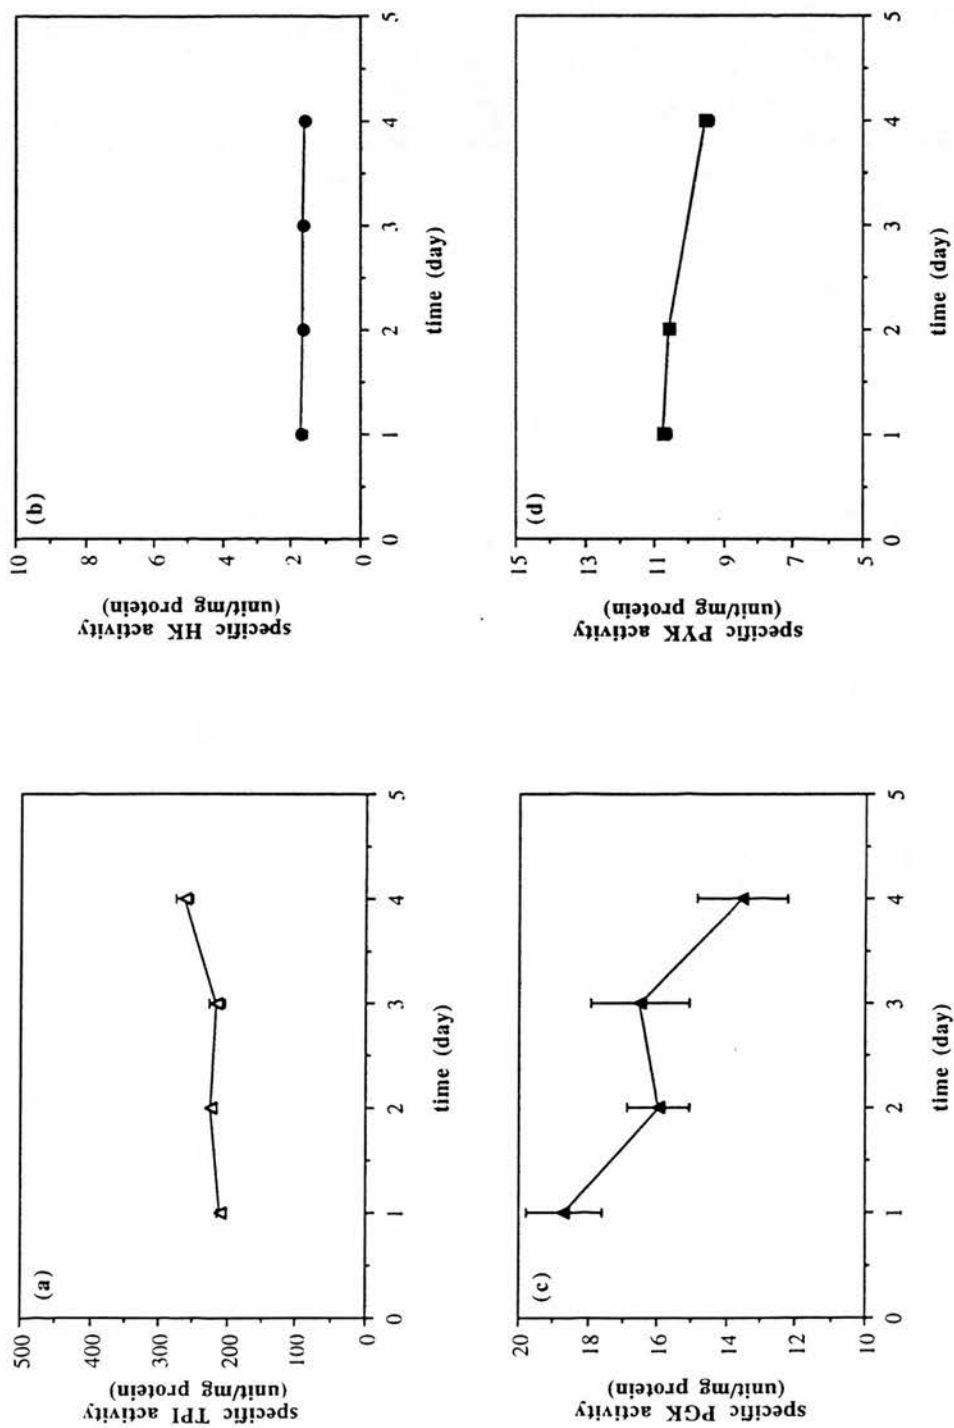 (a)
500
400
300
200
100
0
specific TPI activity
(unit/mg protein)
0 1 2 3 4 5
time (day)
(b)
10
8
6
4
2
0
specific HK activity
(unit/mg protein)
0 1 2 3 4 5
time (day)
(c)
20
18
16
14
12
10
specific PGK activity
(unit/mg protein)
0 1 2 3 4 5
time (day)
(d)
15
13
11
9
7
5
specific PYK activity
(unit/mg protein)
0 1 2 3 4 5
time (day)